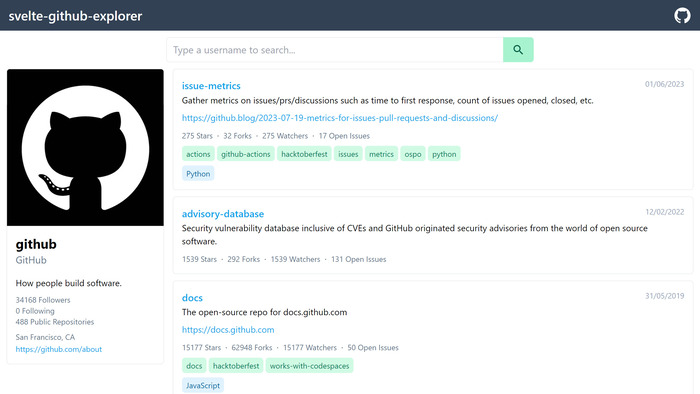 svelte-github-explorer
Type a username to search...
github
GitHub
How people build software.
34168 Followers
0 Following
488 Public Repositories
San Francisco, CA
https://github.com/about
issue-metrics
01/06/2023
Gather metrics on issues/prs/discussions such as time to first response, count of issues opened, closed, etc.
https://github.blog/2023-07-19-metrics-for-issues-pull-requests-and-discussions/
275 Stars · 32 Forks · 275 Watchers · 17 Open Issues
actions github-actions hacktoberfest issues metrics ospo python
Python
advisory-database
12/02/2022
Security vulnerability database inclusive of CVEs and GitHub originated security advisories from the world of open source
software.
1539 Stars · 292 Forks · 1539 Watchers · 131 Open Issues
docs
31/05/2019
The open-source repo for docs.github.com
https://docs.github.com
15177 Stars · 62948 Forks · 15177 Watchers · 50 Open Issues
docs hacktoberfest works-with-codespaces
JavaScript